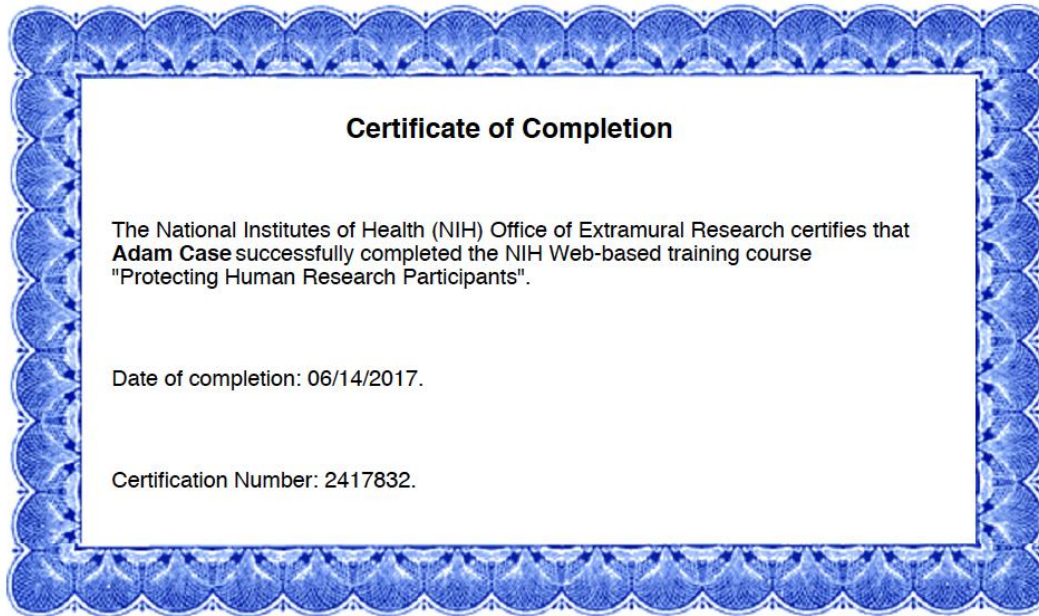 Certificate of Completion
The National Institutes of Health (NIH) Office of Extramural Research certifies that
Adam Case successfully completed the NIH Web-based training course
"Protecting Human Research Participants".
Date of completion: 06/14/2017.
Certification Number: 2417832.